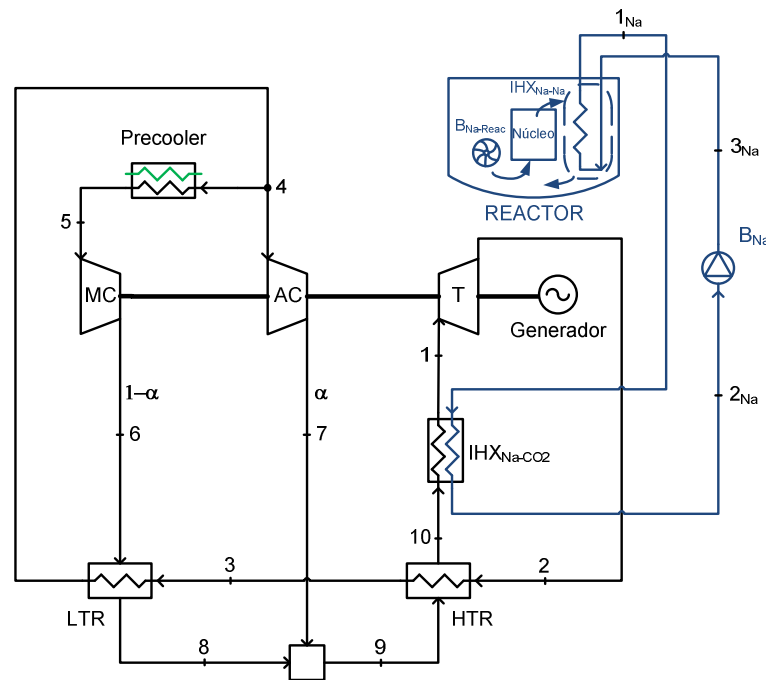 1Na
IHXNa-Na
Precooler
BNa-Reac
Núcleo
3Na
4
REACTOR
5
BNa
MC
AC
T
Generador
1
1-α
α
2Na
6
7
IHXNa-CO2
10
3
2
LTR
HTR
8
9